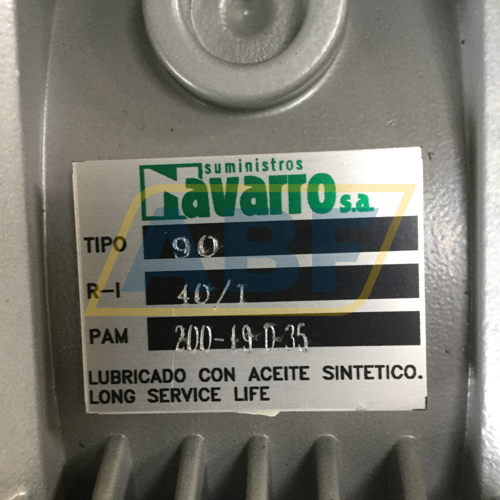 suministros
Navarro s.a.
TIPO 90
R-I 40/1
PAM 200-19-D-35
LUBRICADO CON ACEITE SINTETICO.
LONG SERVICE LIFE
ABF